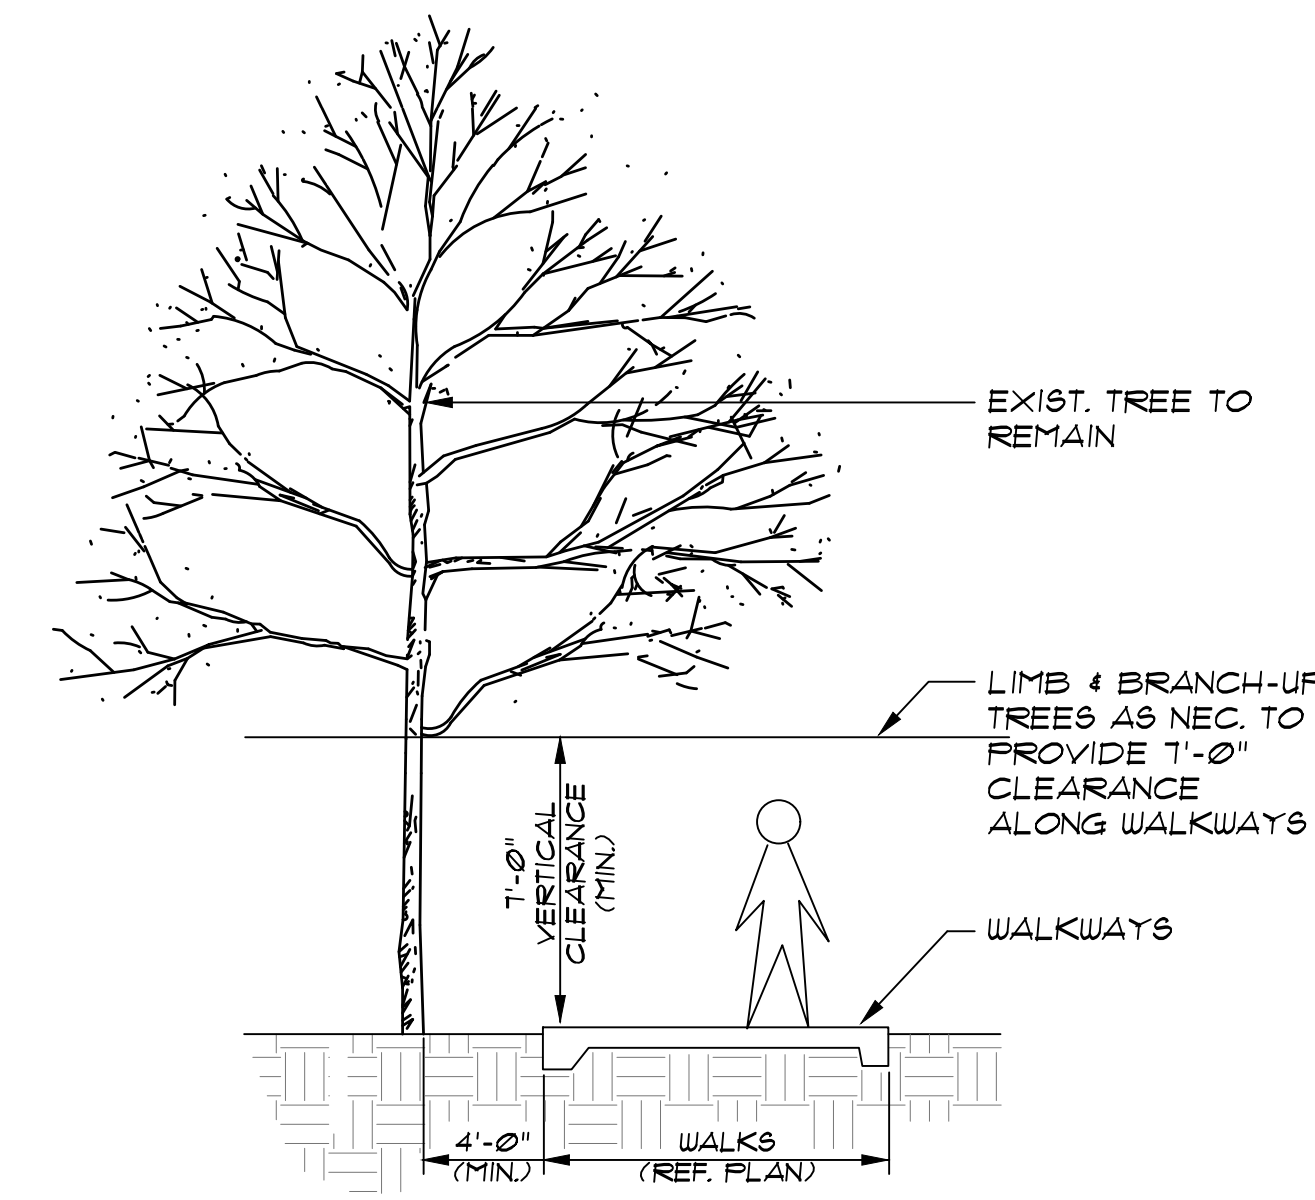 EXIST. TREE TO
REMAIN
LIMB & BRANCH-UP
TREES AS NEC. TO
PROVIDE 7'-0"
CLEARANCE
ALONG WALKWAYS
7'-0"
VERTICAL
CLEARANCE
(MIN.)
WALKWAYS
4'-0"
(MIN.)
WALKS
(REF. PLAN)